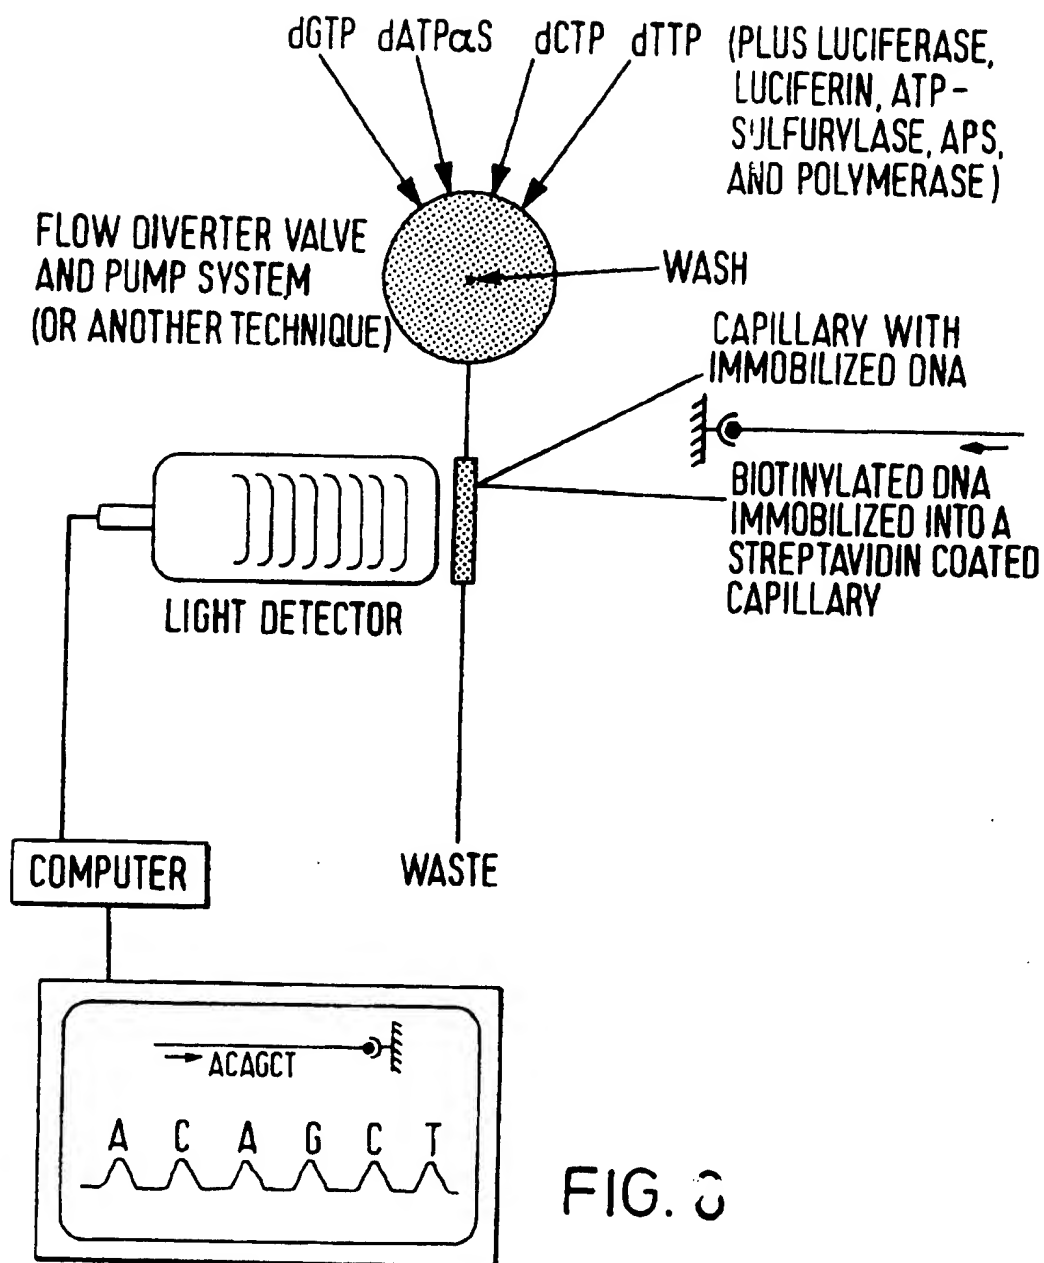 dGTP dATPαS dCTP dTTP (PLUS LUCIFERASE,
LUCIFERIN, ATP-
SULFURYLASE, APS,
AND POLYMERASE)
FLOW DIVERTER VALVE
AND PUMP SYSTEM
(OR ANOTHER TECHNIQUE)
WASH
CAPILLARY WITH
IMMOBILIZED DNA
BIOTINYLATED DNA
IMMOBILIZED INTO A
STREPTAVIDIN COATED
CAPILLARY
LIGHT DETECTOR
COMPUTER
WASTE
ACAGCT
A C A G C T
FIG.